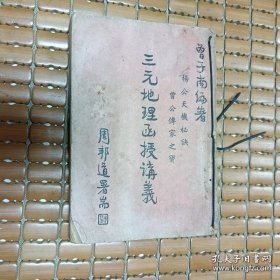 曾子南編著
楊公天機秘訣
曾公傳家之寶
三元地理函授講義
周邦道署耑
孔夫子旧书网